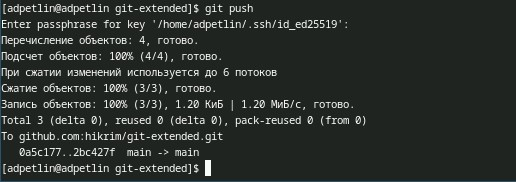 [adpetlin@adpetlin git-extended]$ git push
Enter passphrase for key '/home/adpetlin/.ssh/id_ed25519':
Перечисление объектов: 4, готово.
Подсчет объектов: 100% (4/4), готово.
При сжатии изменений используется до 6 потоков
Сжатие объектов: 100% (3/3), готово.
Запись объектов: 100% (3/3), 1.20 КиБ | 1.20 МиБ/с, готово.
Total 3 (delta 0), reused 0 (delta 0), pack-reused 0 (from 0)
To github.com:hikrim/git-extended.git
   0a5c177..2bc427f  main -> main
[adpetlin@adpetlin git-extended]$